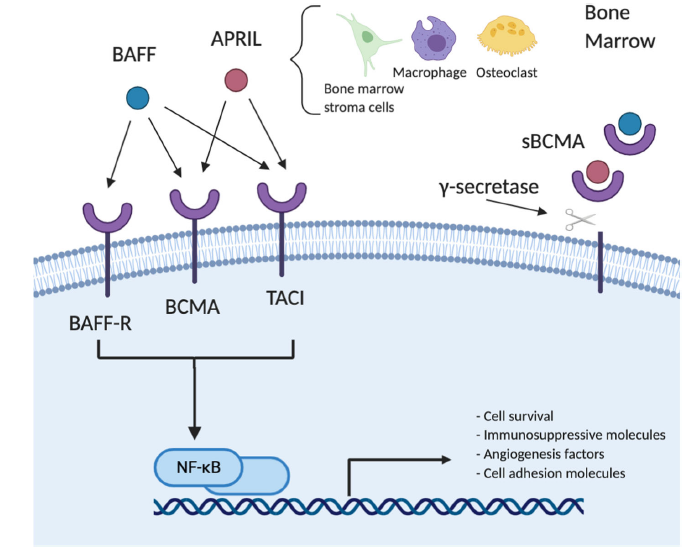 Bone
Marrow
APRIL
BAFF
Macrophage
Osteoclast
Bone marrow
stroma cells
sBCMA
γ-secretase
TACI
BCMA
BAFF-R
- Cell survival
- Immunosuppressive molecules
- Angiogenesis factors
- Cell adhesion molecules
NF-κB